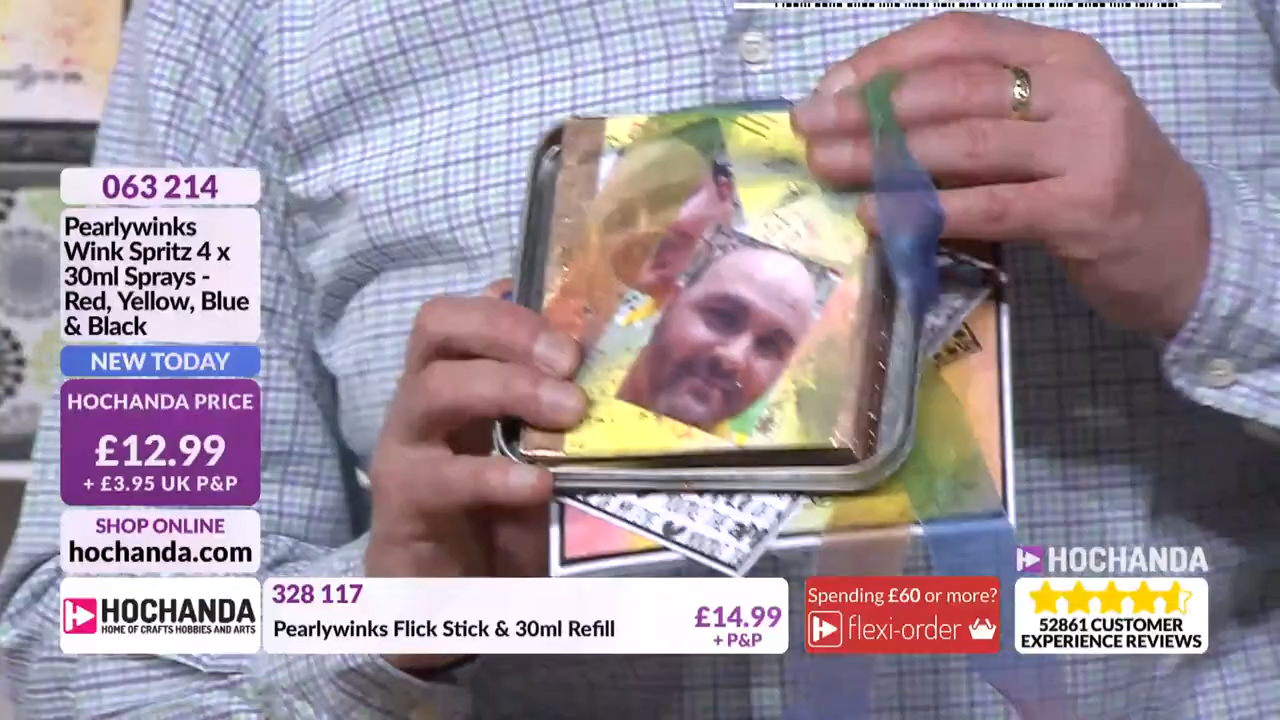 063 214
Pearlywinks
Wink Spritz 4 x
30ml Sprays -
Red, Yellow, Blue
& Black
NEW TODAY
HOCHANDA PRICE
£12.99
+ £3.95 UK P&P
SHOP ONLINE
hochanda.com
HOCHANDA
HOME OF CRAFTS HOBBIES AND ARTS
328 117
Pearlywinks Flick Stick & 30ml Refill
£14.99
+ P&P
Spending £60 or more?
flexi-order
HOCHANDA
52861 CUSTOMER
EXPERIENCE REVIEWS